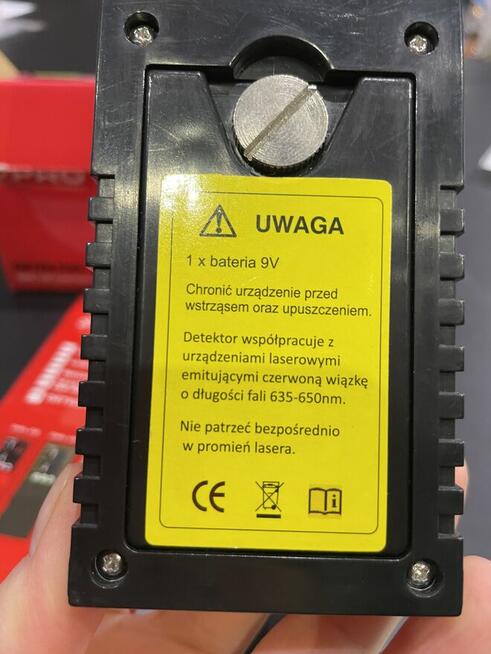 UWAGA
1 x bateria 9V
Chronić urządzenie przed
wstrząsem oraz upuszczeniem.
Detektor współpracuje z
urządzeniami laserowymi
emitującymi czerwoną wiązkę
o długości fali 635-650nm.
Nie patrzeć bezpośrednio
w promień lasera.
CE
PRO